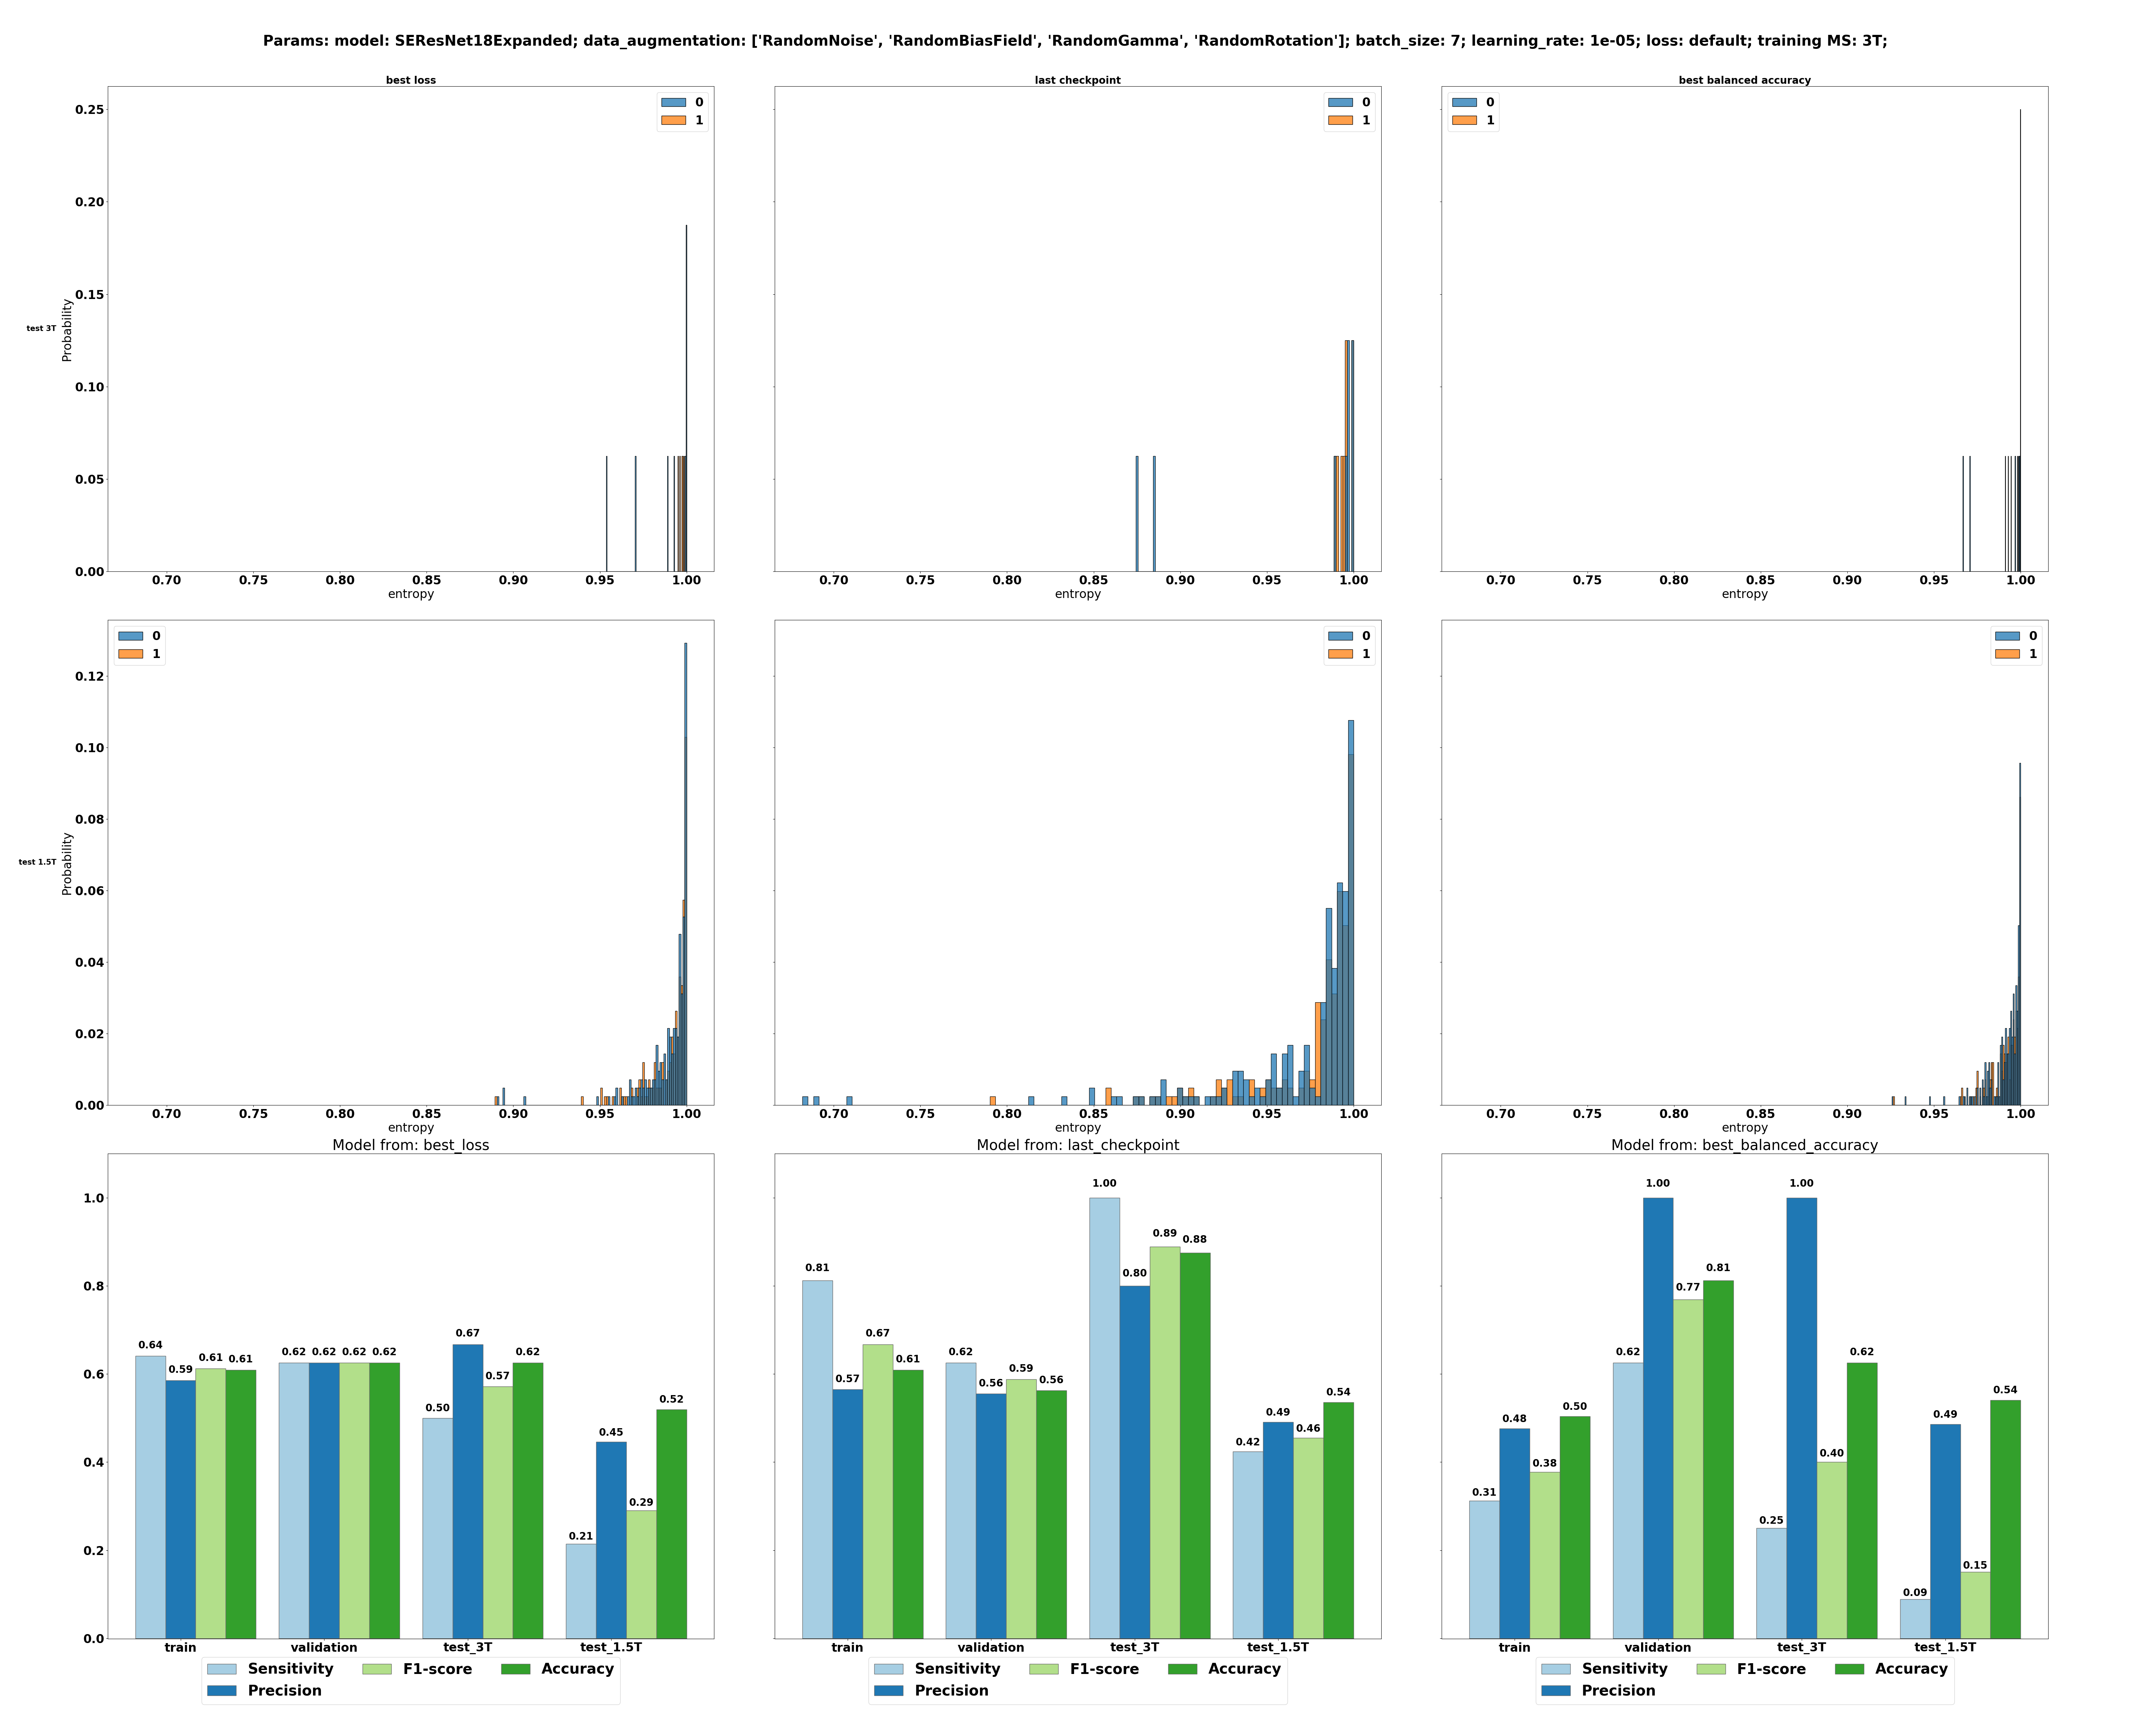 Params: model: SEResNet18Expanded; data_augmentation: ['RandomNoise', 'RandomBiasField', 'RandomGamma', 'RandomRotation']; batch_size: 7; learning_rate: 1e-05; loss: default; training MS: 3T;
best loss
last checkpoint
best balanced accuracy
0
1
0
1
0
1
test 3T
Probability
0.25
0.20
0.15
0.10
0.05
0.00
0.70 0.75 0.80 0.85 0.90 0.95 1.00
entropy
0.70 0.75 0.80 0.85 0.90 0.95 1.00
entropy
0.70 0.75 0.80 0.85 0.90 0.95 1.00
entropy
0
1
0
1
0
1
test 1.5T
Probability
0.12
0.10
0.08
0.06
0.04
0.02
0.00
0.70 0.75 0.80 0.85 0.90 0.95 1.00
entropy
0.70 0.75 0.80 0.85 0.90 0.95 1.00
entropy
0.70 0.75 0.80 0.85 0.90 0.95 1.00
entropy
Model from: best_loss
1.0
0.8
0.6
0.4
0.2
0.0
0.64 0.59 0.61 0.61
0.62 0.62 0.62 0.62
0.50 0.67 0.57 0.62
0.21 0.45 0.29 0.52
train validation test_3T test_1.5T
Sensitivity F1-score Accuracy
Precision
Model from: last_checkpoint
0.81 0.57 0.67 0.61
0.62 0.56 0.59 0.56
1.00 0.80 0.89 0.88
0.42 0.49 0.46 0.54
train validation test_3T test_1.5T
Sensitivity F1-score Accuracy
Precision
Model from: best_balanced_accuracy
0.31 0.48 0.38 0.50
0.62 1.00 0.77 0.81
0.25 1.00 0.40 0.62
0.09 0.49 0.15 0.54
train validation test_3T test_1.5T
Sensitivity F1-score Accuracy
Precision